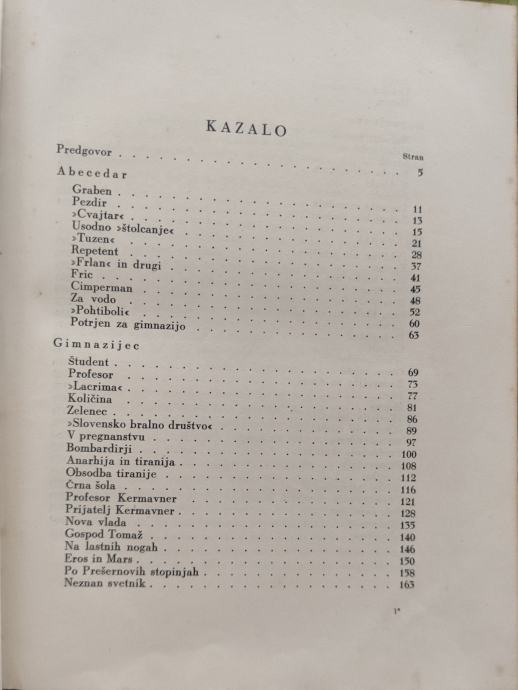 KAZALO
Stran
Predgovor . . . . . . . . . . . . . . . . . . . . 5
Abecedar
Graben . . . . . . . . . . . . . . . . . . . . 11
Pezdir . . . . . . . . . . . . . . . . . . . . 13
»Cvajtar« . . . . . . . . . . . . . . . . . . . . 15
Usodno »štolcanje« . . . . . . . . . . . . . . . . 21
»Tuzen« . . . . . . . . . . . . . . . . . . . . 28
Repetent . . . . . . . . . . . . . . . . . . . . 37
»Frlan« in drugi . . . . . . . . . . . . . . . . 41
Fric . . . . . . . . . . . . . . . . . . . . 45
Cimperman . . . . . . . . . . . . . . . . . . 48
Za vodo . . . . . . . . . . . . . . . . . . . . 52
»Pohtiboli« . . . . . . . . . . . . . . . . . . 60
Potrjen za gimnazijo . . . . . . . . . . . . . . 63
Gimnazijec
Študent . . . . . . . . . . . . . . . . . . . . 69
Profesor . . . . . . . . . . . . . . . . . . . . 73
»Lacrima« . . . . . . . . . . . . . . . . . . . . 77
Količina . . . . . . . . . . . . . . . . . . . . 81
Zelenec . . . . . . . . . . . . . . . . . . . . 86
»Slovensko bralno društvo« . . . . . . . . . . . . 89
V pregnanstvu . . . . . . . . . . . . . . . . . . 97
Bombardirji . . . . . . . . . . . . . . . . . . 100
Anarhija in tiranija . . . . . . . . . . . . . . 108
Obsodba tiranije . . . . . . . . . . . . . . . . 112
Črna šola . . . . . . . . . . . . . . . . . . . . 116
Profesor Kermavner . . . . . . . . . . . . . . . . 121
Prijatelj Kermavner . . . . . . . . . . . . . . . 128
Nova vlada . . . . . . . . . . . . . . . . . . . . 135
Gospod Tomaž . . . . . . . . . . . . . . . . . . 140
Na lastnih nogah . . . . . . . . . . . . . . . . 146
Eros in Mars . . . . . . . . . . . . . . . . . . 150
Po Prešernovih stopinjah . . . . . . . . . . . . . 158
Neznan svetnik . . . . . . . . . . . . . . . . . . 163
1*